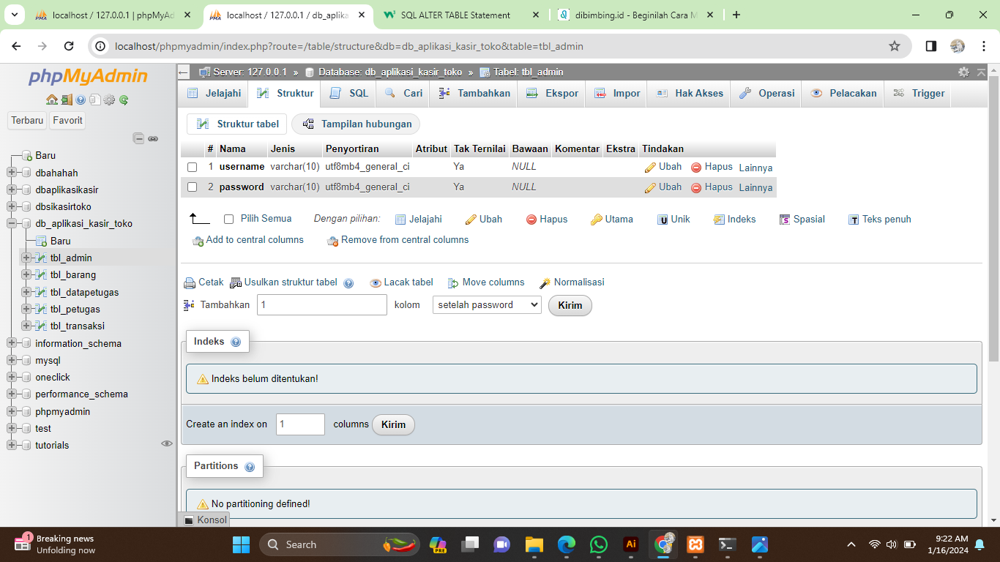 localhost / 127.0.0.1 | phpMyAd
localhost / 127.0.0.1 / db_aplika
SQL ALTER TABLE Statement
dibimbing.id - Beginilah Cara M
localhost/phpmyadmin/index.php?route=/table/structure&db=db_aplikasi_kasir_toko&table=tbl_admin
phpMyAdmin
Terbaru Favorit
Baru
dbahahah
dbaplikasikasir
dbsikasirtoko
db_aplikasi_kasir_toko
Baru
tbl_admin
tbl_barang
tbl_datapetugas
tbl_petugas
tbl_transaksi
information_schema
mysql
oneclick
performance_schema
phpmyadmin
test
tutorials
Server: 127.0.0.1 » Database: db_aplikasi_kasir_toko » Tabel: tbl_admin
Jelajahi Struktur SQL Cari Tambahkan Ekspor Impor Hak Akses Operasi Pelacakan Trigger
Struktur tabel Tampilan hubungan
# Nama Jenis Penyortiran Atribut Tak Ternilai Bawaan Komentar Ekstra Tindakan
1 username varchar(10) utf8mb4_general_ci Ya NULL Ubah Hapus Lainnya
2 password varchar(10) utf8mb4_general_ci Ya NULL Ubah Hapus Lainnya
Pilih Semua Dengan pilihan: Jelajahi Ubah Hapus Utama Unik Indeks Spasial Teks penuh
Add to central columns Remove from central columns
Cetak Usulkan struktur tabel Lacak tabel Move columns Normalisasi
Tambahkan 1 kolom setelah password Kirim
Indeks
Indeks belum ditentukan!
Create an index on 1 columns Kirim
Partitions
No partitioning defined!
Konsol
1
Breaking news
Unfolding now
Search
PRE
Ai
9:22 AM
1/16/2024